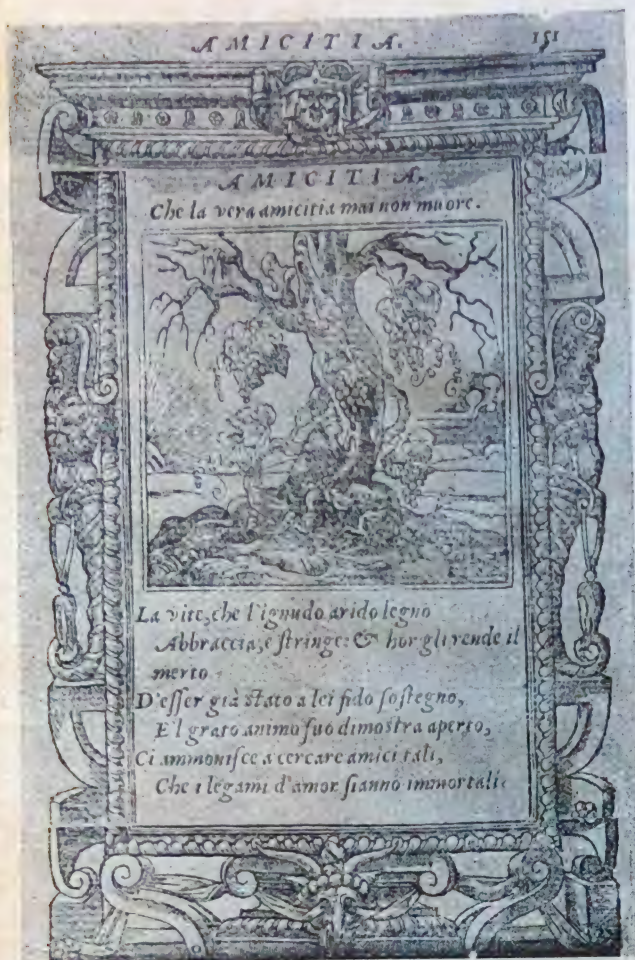 AMICITIA. 151
AMICITIA.
Che la vera amicitia mai non muore.
La vite, che l'ignudo arido legno
Abbraccia, e ſtringe: & hor gli rende il
merto
D'eſſer già ſtato a lei fido ſoſtegno,
E'l grato animo ſuo dimoſtra aperto,
Ci ammoniſce a cercare amici tali,
Che i legami d'amor ſianno immortali.